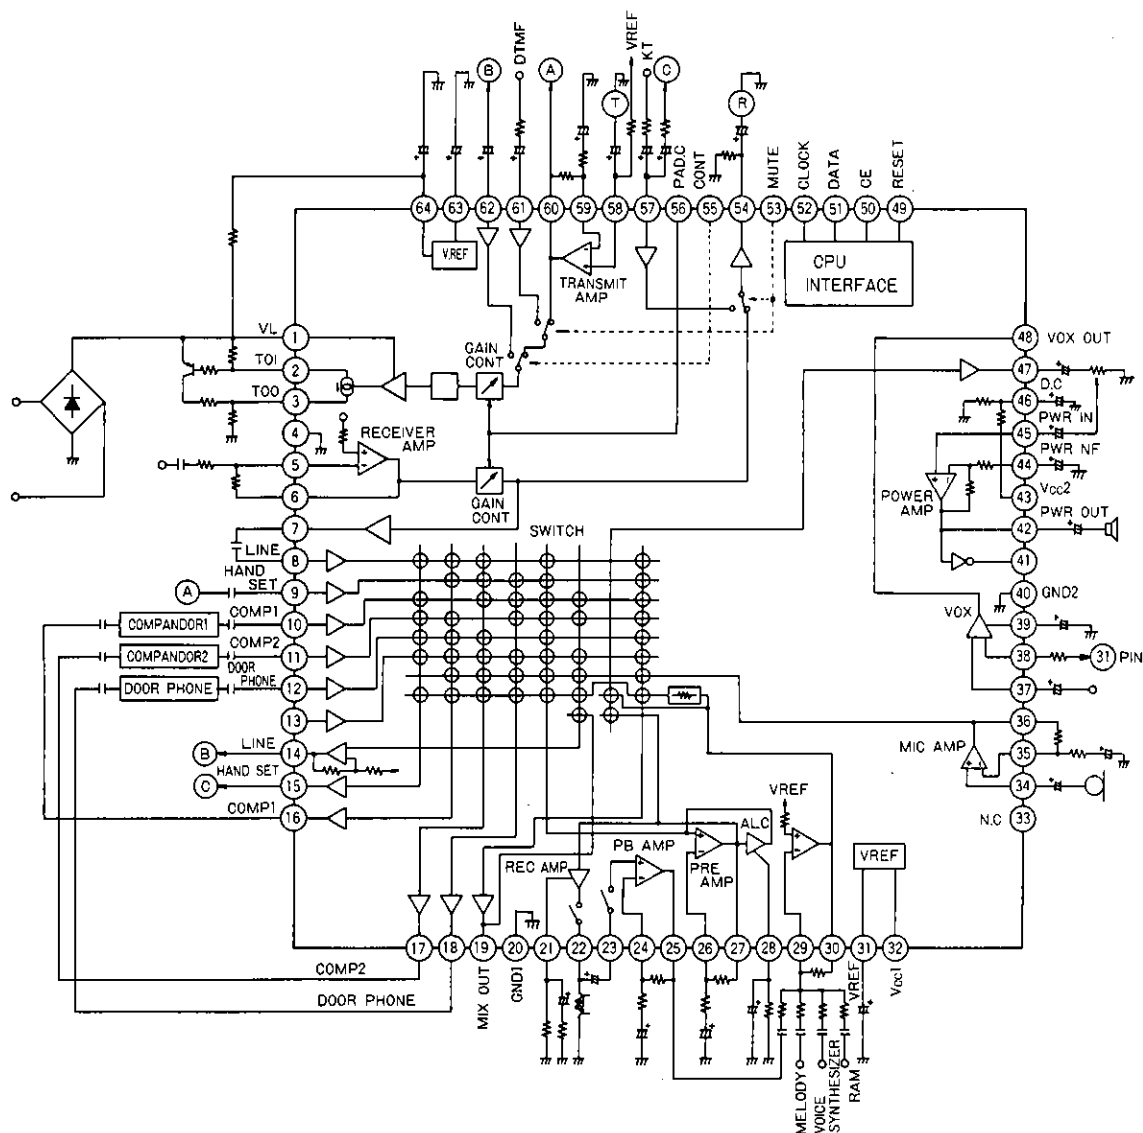 B
DTMF
A
VREF
KT
C
T
R
PAD.C
CONT
MUTE
CLOCK
DATA
CE
RESET
64
63
62
61
60
59
58
57
56
55
54
53
52
51
50
49
V.REF
TRANSMIT
AMP
CPU
INTERFACE
VL
1
TO1
2
TOO
3
4
5
6
7
GAIN
CONT
RECEIVER
AMP
GAIN
CONT
SWITCH
LINE
8
HAND
SET
A
9
COMPANDOR1
COMP1
10
COMPANDOR2
COMP2
11
DOOR PHONE
DOOR
PHONE
12
13
B
LINE
14
C
HAND SET
15
COMP1
16
48
VOX OUT
47
D.C
46
PWR IN
45
PWR NF
44
Vcc2
43
PWR OUT
42
41
POWER
AMP
40
GND2
VOX
39
38
31
PIN
37
36
MIC AMP
35
34
N.C
33
REC AMP
PB AMP
PRE
AMP
ALC
VREF
VREF
17
18
19
20
21
22
23
24
25
26
27
28
29
30
31
32
COMP2
DOOR PHONE
MIX OUT
GND1
VREF
Vcc1
MELODY
VOICE
SYNTHESIZER
RAM